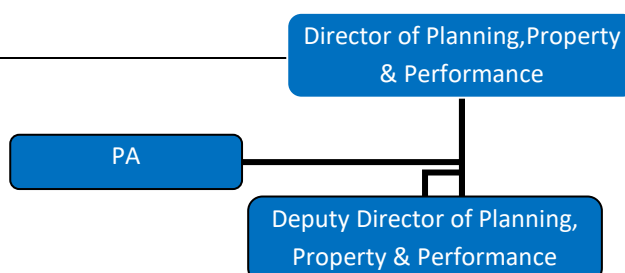 Director of Planning,Property
& Performance
PA
Deputy Director of Planning,
Property & Performance